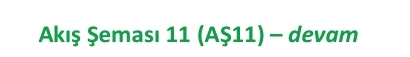 Akış Şeması 11 (AŞ11) – devam